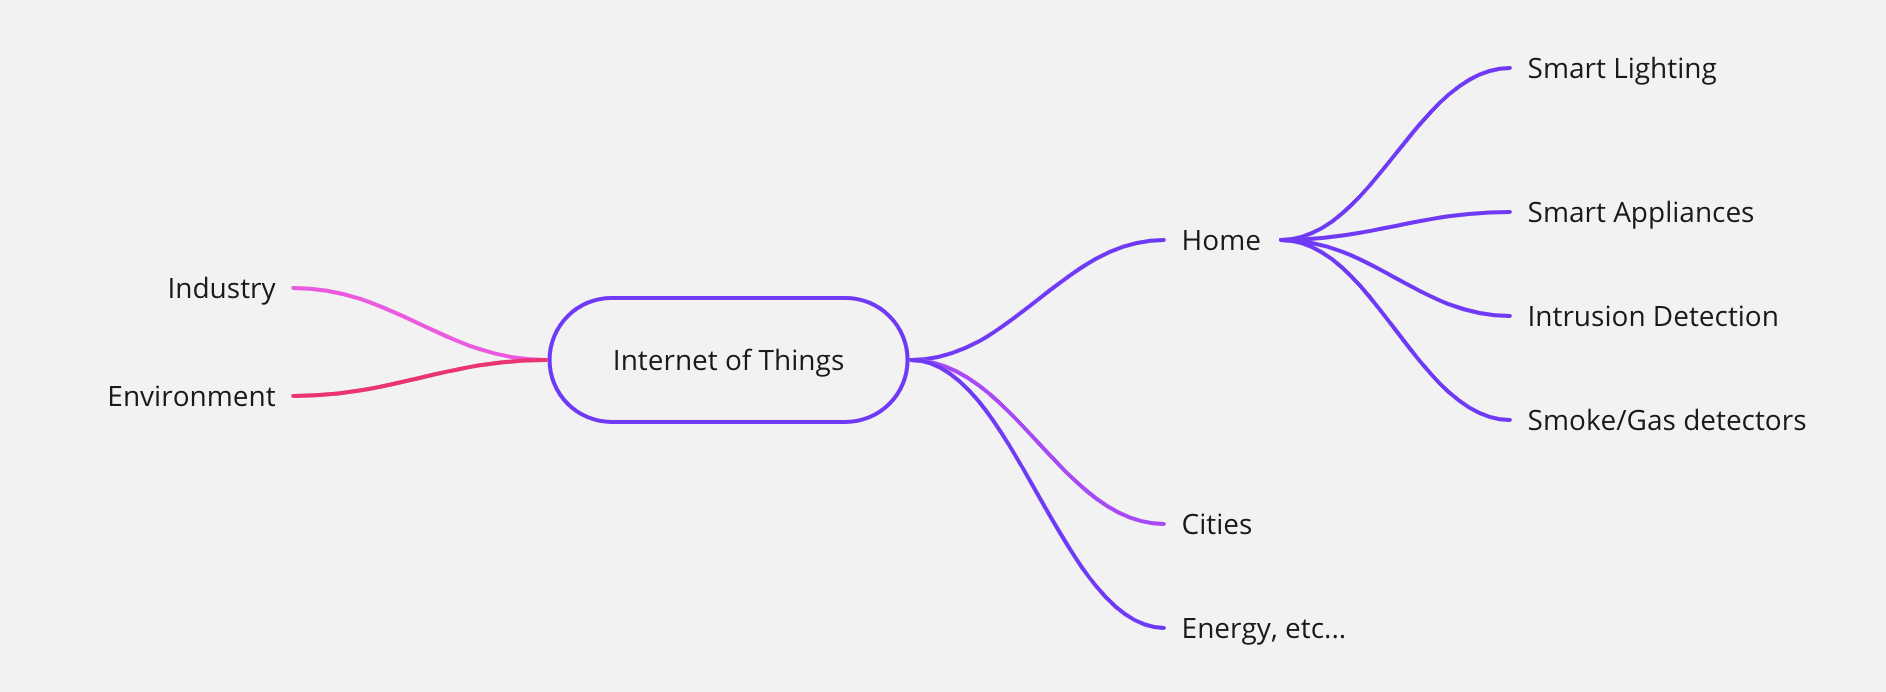 Smart Lighting
Smart Appliances
Home
Industry
Intrusion Detection
Internet of Things
Environment
Smoke/Gas detectors
Cities
Energy, etc...